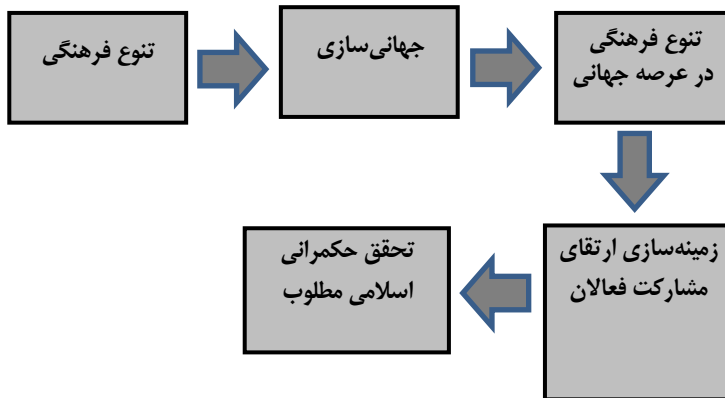 تنوع فرهنگی
جهانی‌سازی
تنوع فرهنگی
در عرصه جهانی
زمینه‌سازی ارتقای
مشارکت فعالان
تحقق حکمرانی
اسلامی مطلوب